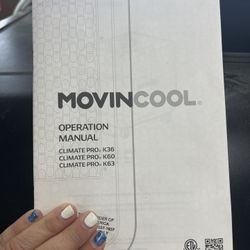 MOVINCOOL®
OPERATION
MANUAL
CLIMATE PRO® K36
CLIMATE PRO® K60
CLIMATE PRO® K63